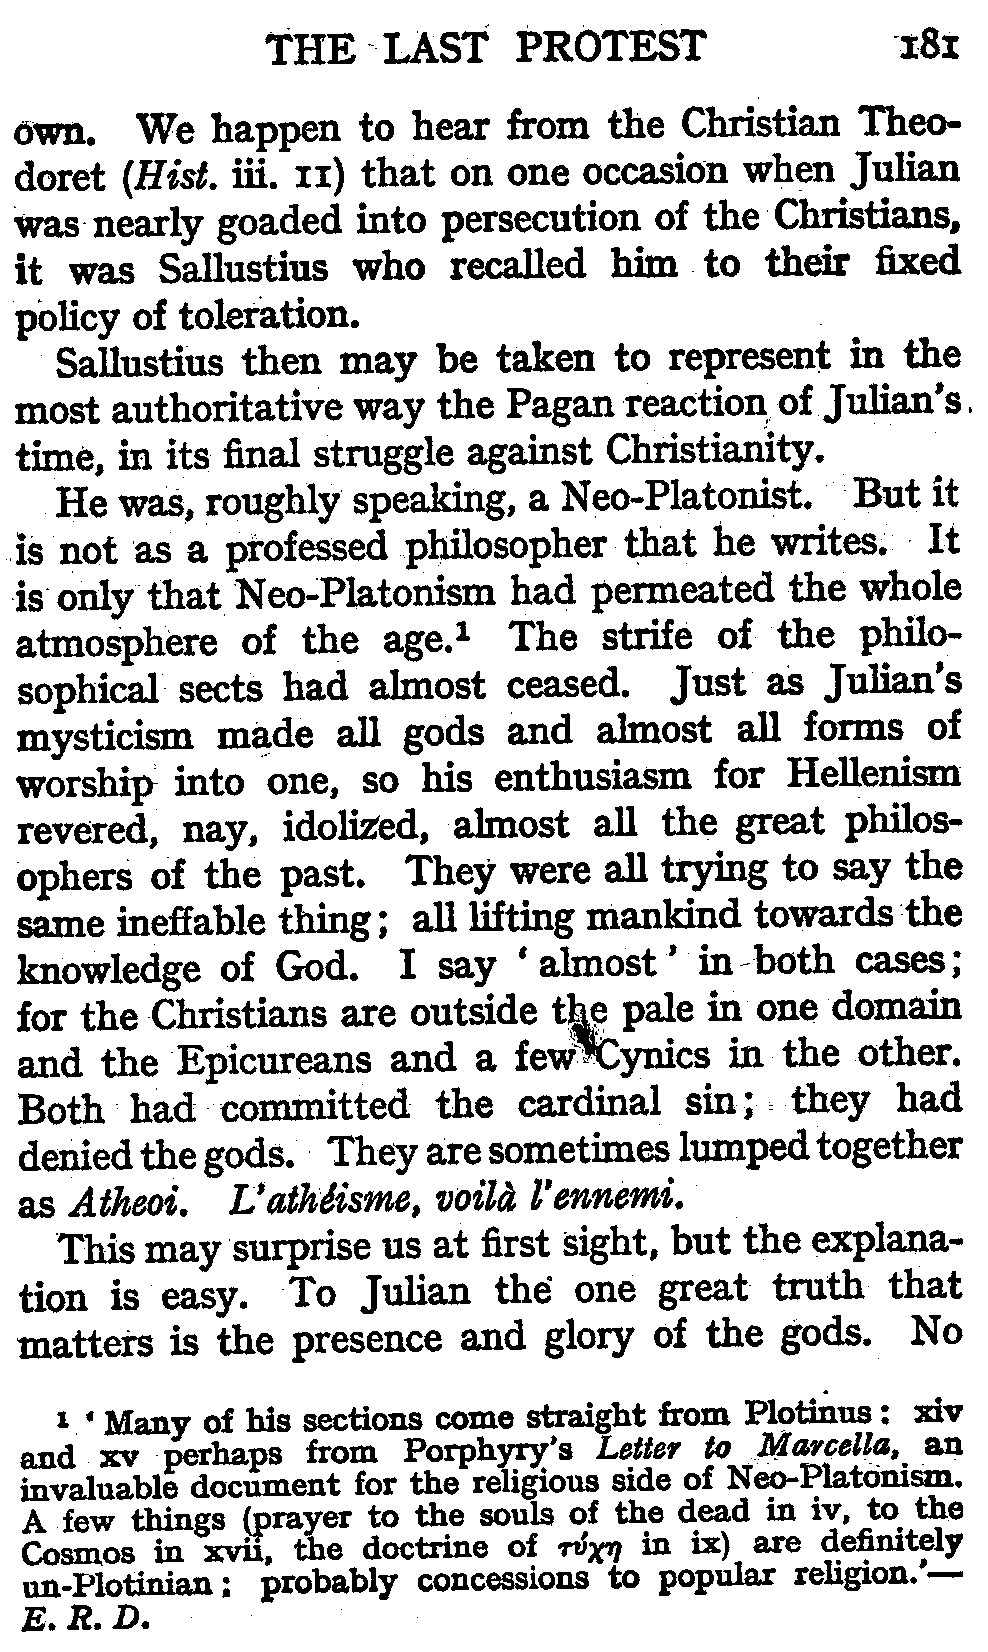 THE LAST PROTEST 181
own. We happen to hear from the Christian Theo-
doret (Hist. iii. 11) that on one occasion when Julian
was nearly goaded into persecution of the Christians,
it was Sallustius who recalled him to their fixed
policy of toleration.
Sallustius then may be taken to represent in the
most authoritative way the Pagan reaction of Julian's
time, in its final struggle against Christianity.
He was, roughly speaking, a Neo-Platonist. But it
is not as a professed philosopher that he writes. It
is only that Neo-Platonism had permeated the whole
atmosphere of the age.¹ The strife of the philo-
sophical sects had almost ceased. Just as Julian's
mysticism made all gods and almost all forms of
worship into one, so his enthusiasm for Hellenism
revered, nay, idolized, almost all the great philos-
ophers of the past. They were all trying to say the
same ineffable thing; all lifting mankind towards the
knowledge of God. I say ‘almost’ in both cases;
for the Christians are outside the pale in one domain
and the Epicureans and a few Cynics in the other.
Both had committed the cardinal sin; they had
denied the gods. They are sometimes lumped together
as Atheoi. L'athéisme, voilà l'ennemi.
This may surprise us at first sight, but the explana-
tion is easy. To Julian the one great truth that
matters is the presence and glory of the gods. No
¹ ‘Many of his sections come straight from Plotinus: xiv
and xv perhaps from Porphyry's Letter to Marcella, an
invaluable document for the religious side of Neo-Platonism.
A few things (prayer to the souls of the dead in iv, to the
Cosmos in xvii, the doctrine of τύχη in ix) are definitely
un-Plotinian; probably concessions to popular religion.’—
E. R. D.